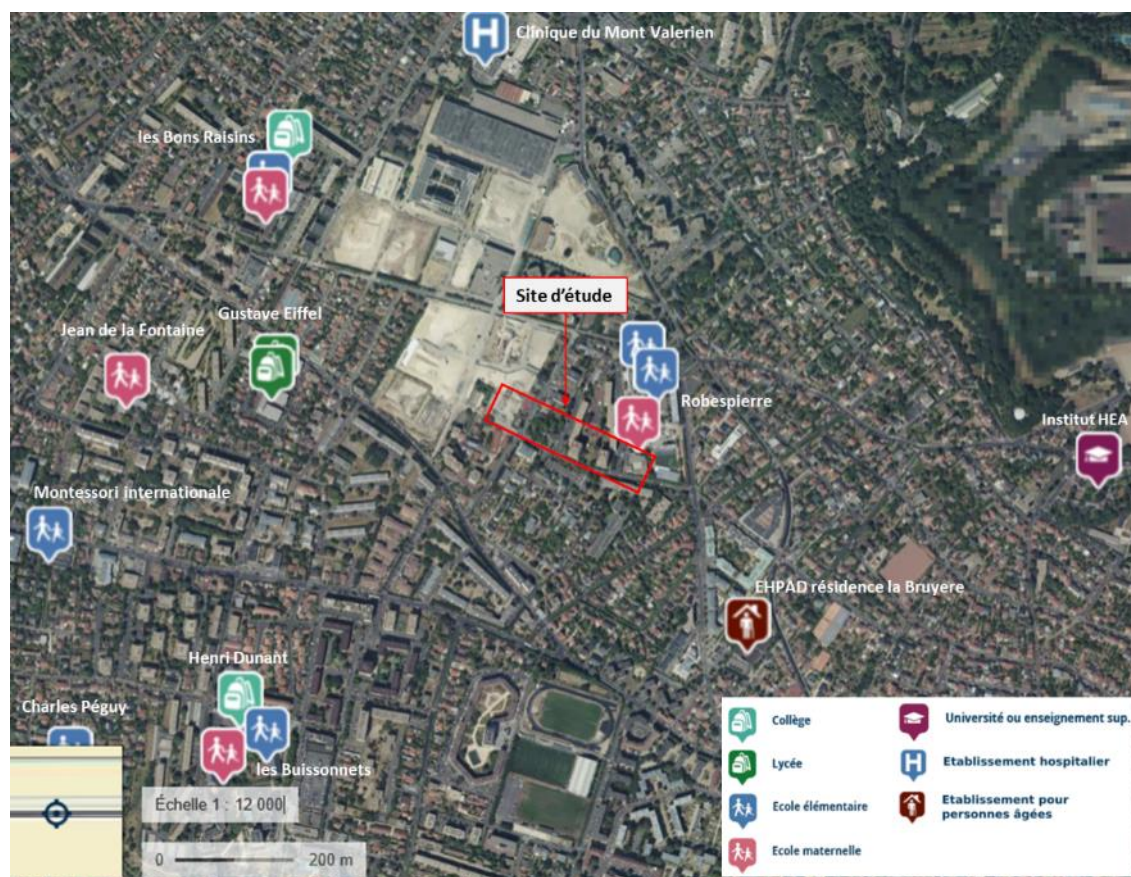 Clinique du Mont Valerien
H
les Bons Raisins
Site d'étude
Gustave Eiffel
Jean de la Fontaine
Robespierre
Institut HEA
Montessori internationale
EHPAD résidence la Bruyere
Henri Dunant
Charles Péguy
les Buissonnets
Échelle 1 : 12 000
0 200 m
Collège
Lycée
Ecole élémentaire
Ecole maternelle
Université ou enseignement sup.
H
Etablissement hospitalier
Etablissement pour
personnes âgées